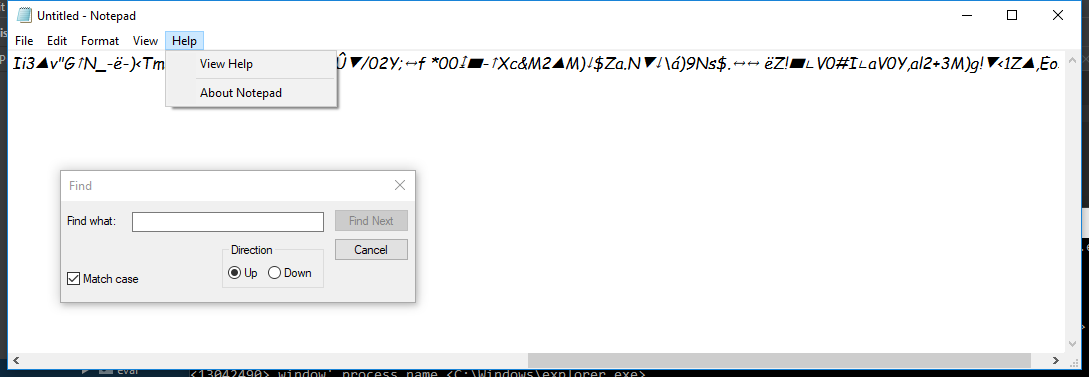 Untitled - Notepad
File Edit Format View Help
Ii3▲v"G↑N_-ë-)<Tm Û▼/02Y;↔f *00↨■-↑Xc&M2▲M)↓$Za.N▼↓\á)9Ns$.↔↔ ëZ!■∟V0#I∟aV0Y,al2+3M)g!▼<1Z▲,Eo
View Help
About Notepad
Find
Find what:
Find Next
Direction
Cancel
Up Down
Match case
eval
<13042490> window' process name <C:\Windows\explorer.exe>